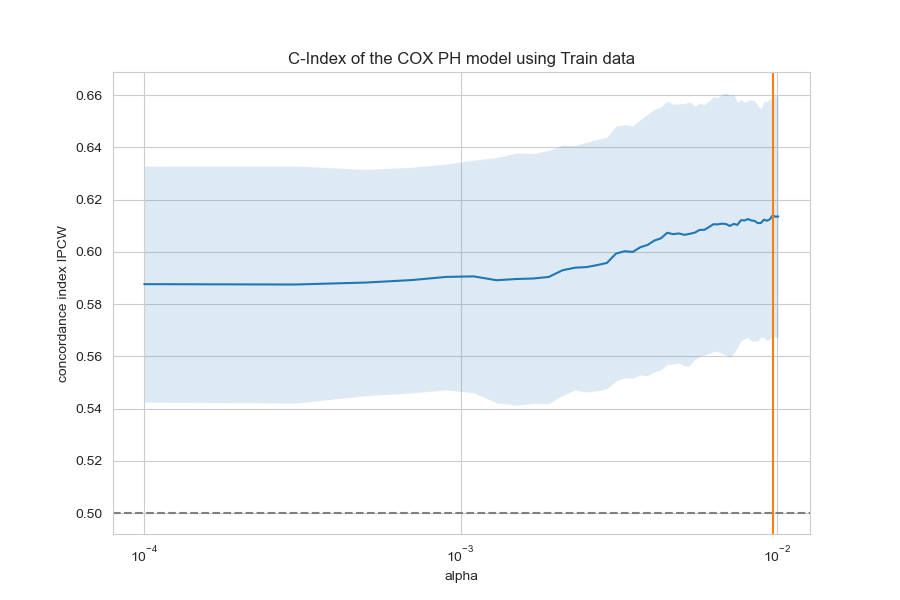 C-Index of the COX PH model using Train data
concordance index IPCW
0.66
0.64
0.62
0.60
0.58
0.56
0.54
0.52
0.50
10⁻⁴ 10⁻³ 10⁻²
alpha